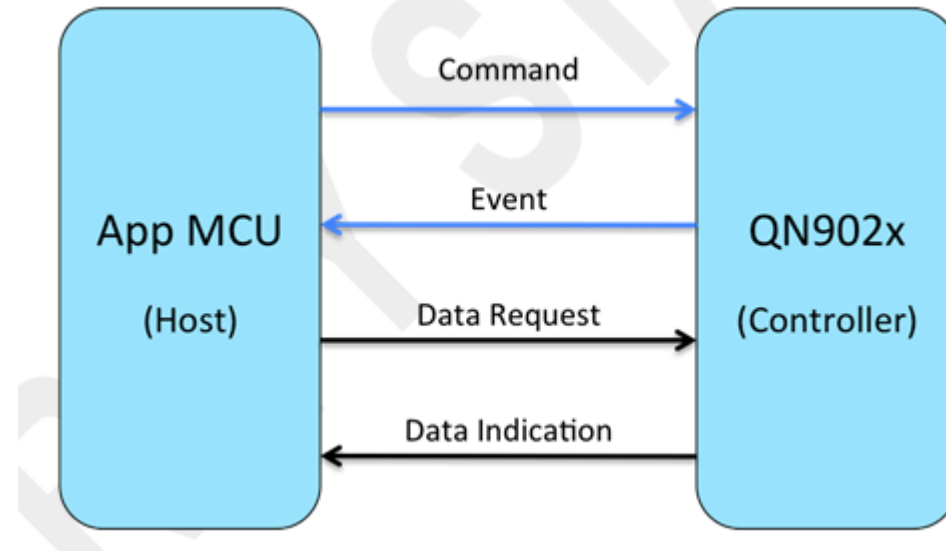 Command
Event
App MCU
(Host)
QN902x
(Controller)
Data Request
Data Indication